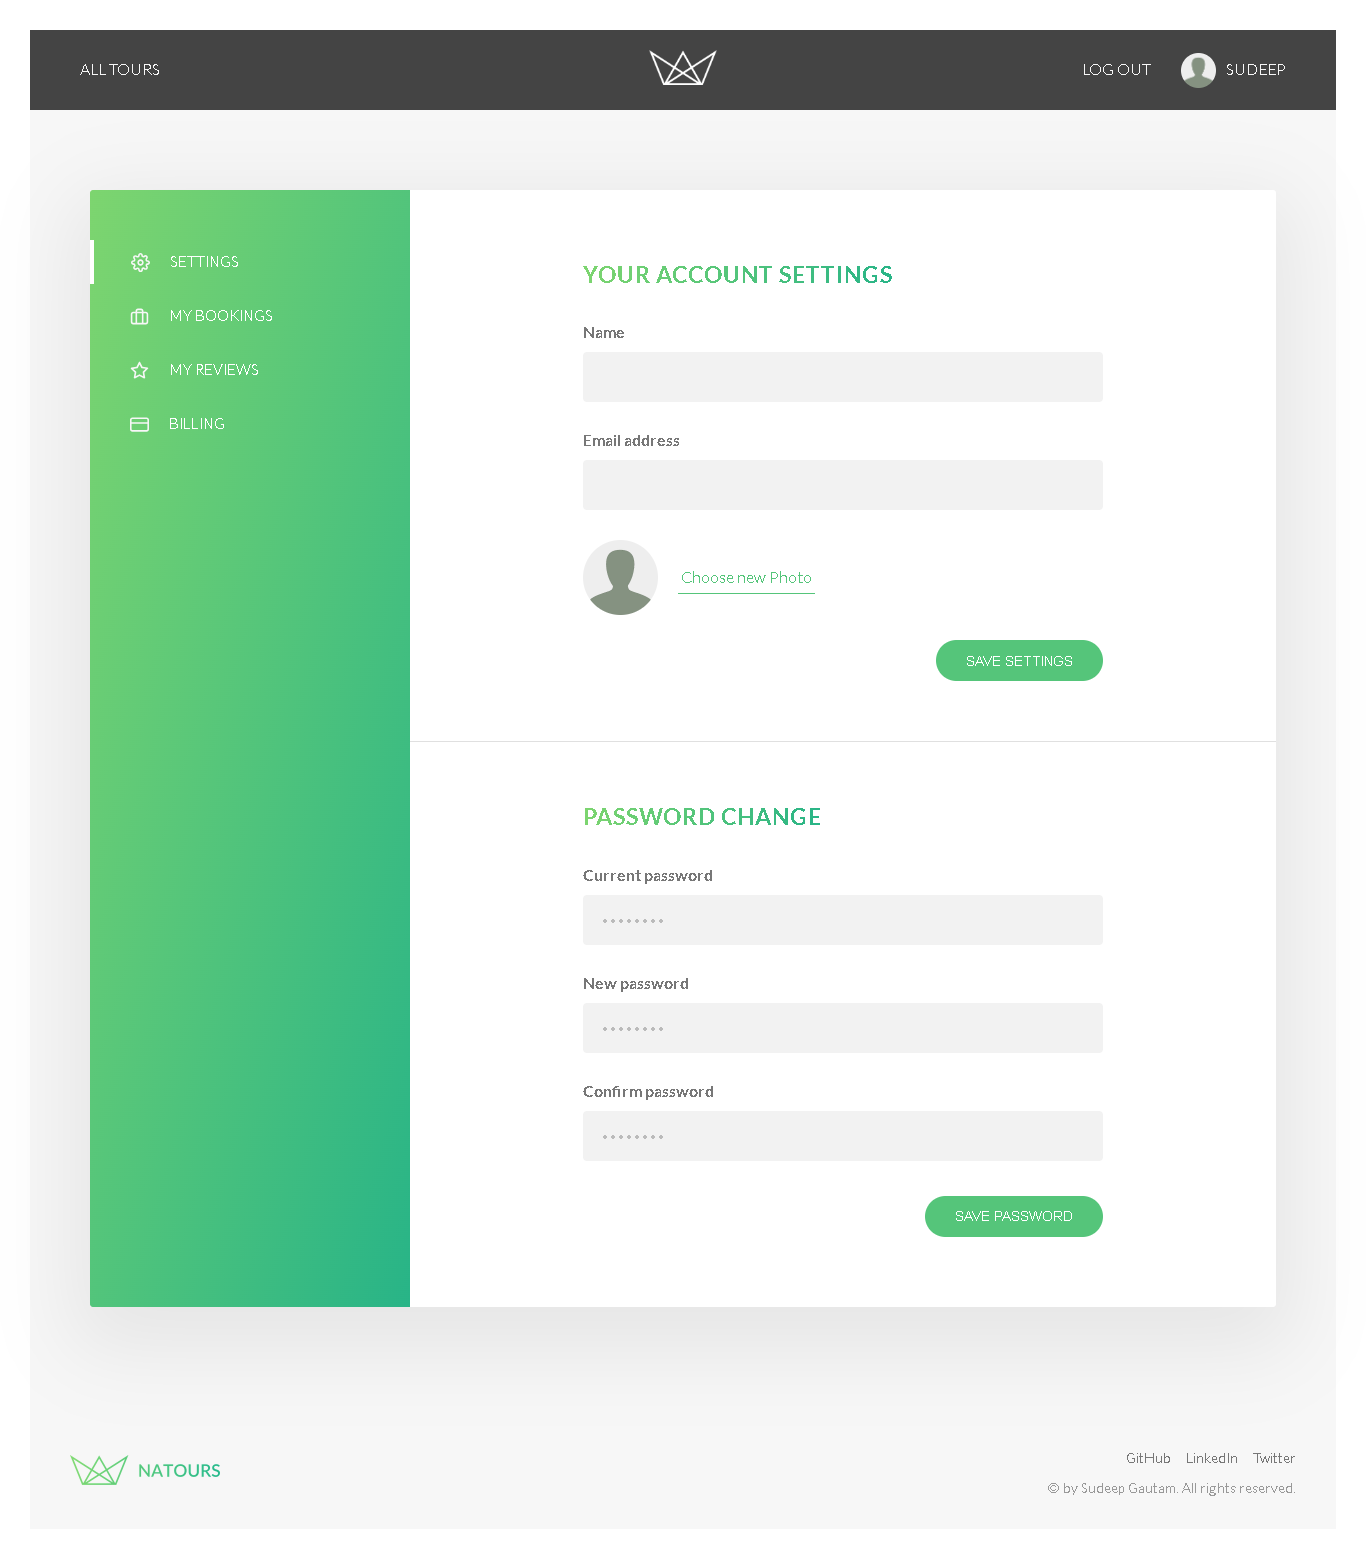 ALL TOURS
LOG OUT
SUDEEP
SETTINGS
MY BOOKINGS
MY REVIEWS
BILLING
YOUR ACCOUNT SETTINGS
Name
Email address
Choose new Photo
SAVE SETTINGS
PASSWORD CHANGE
Current password
••••••••
New password
••••••••
Confirm password
••••••••
SAVE PASSWORD
NATOURS
GitHub LinkedIn Twitter
© by Sudeep Gautam. All rights reserved.